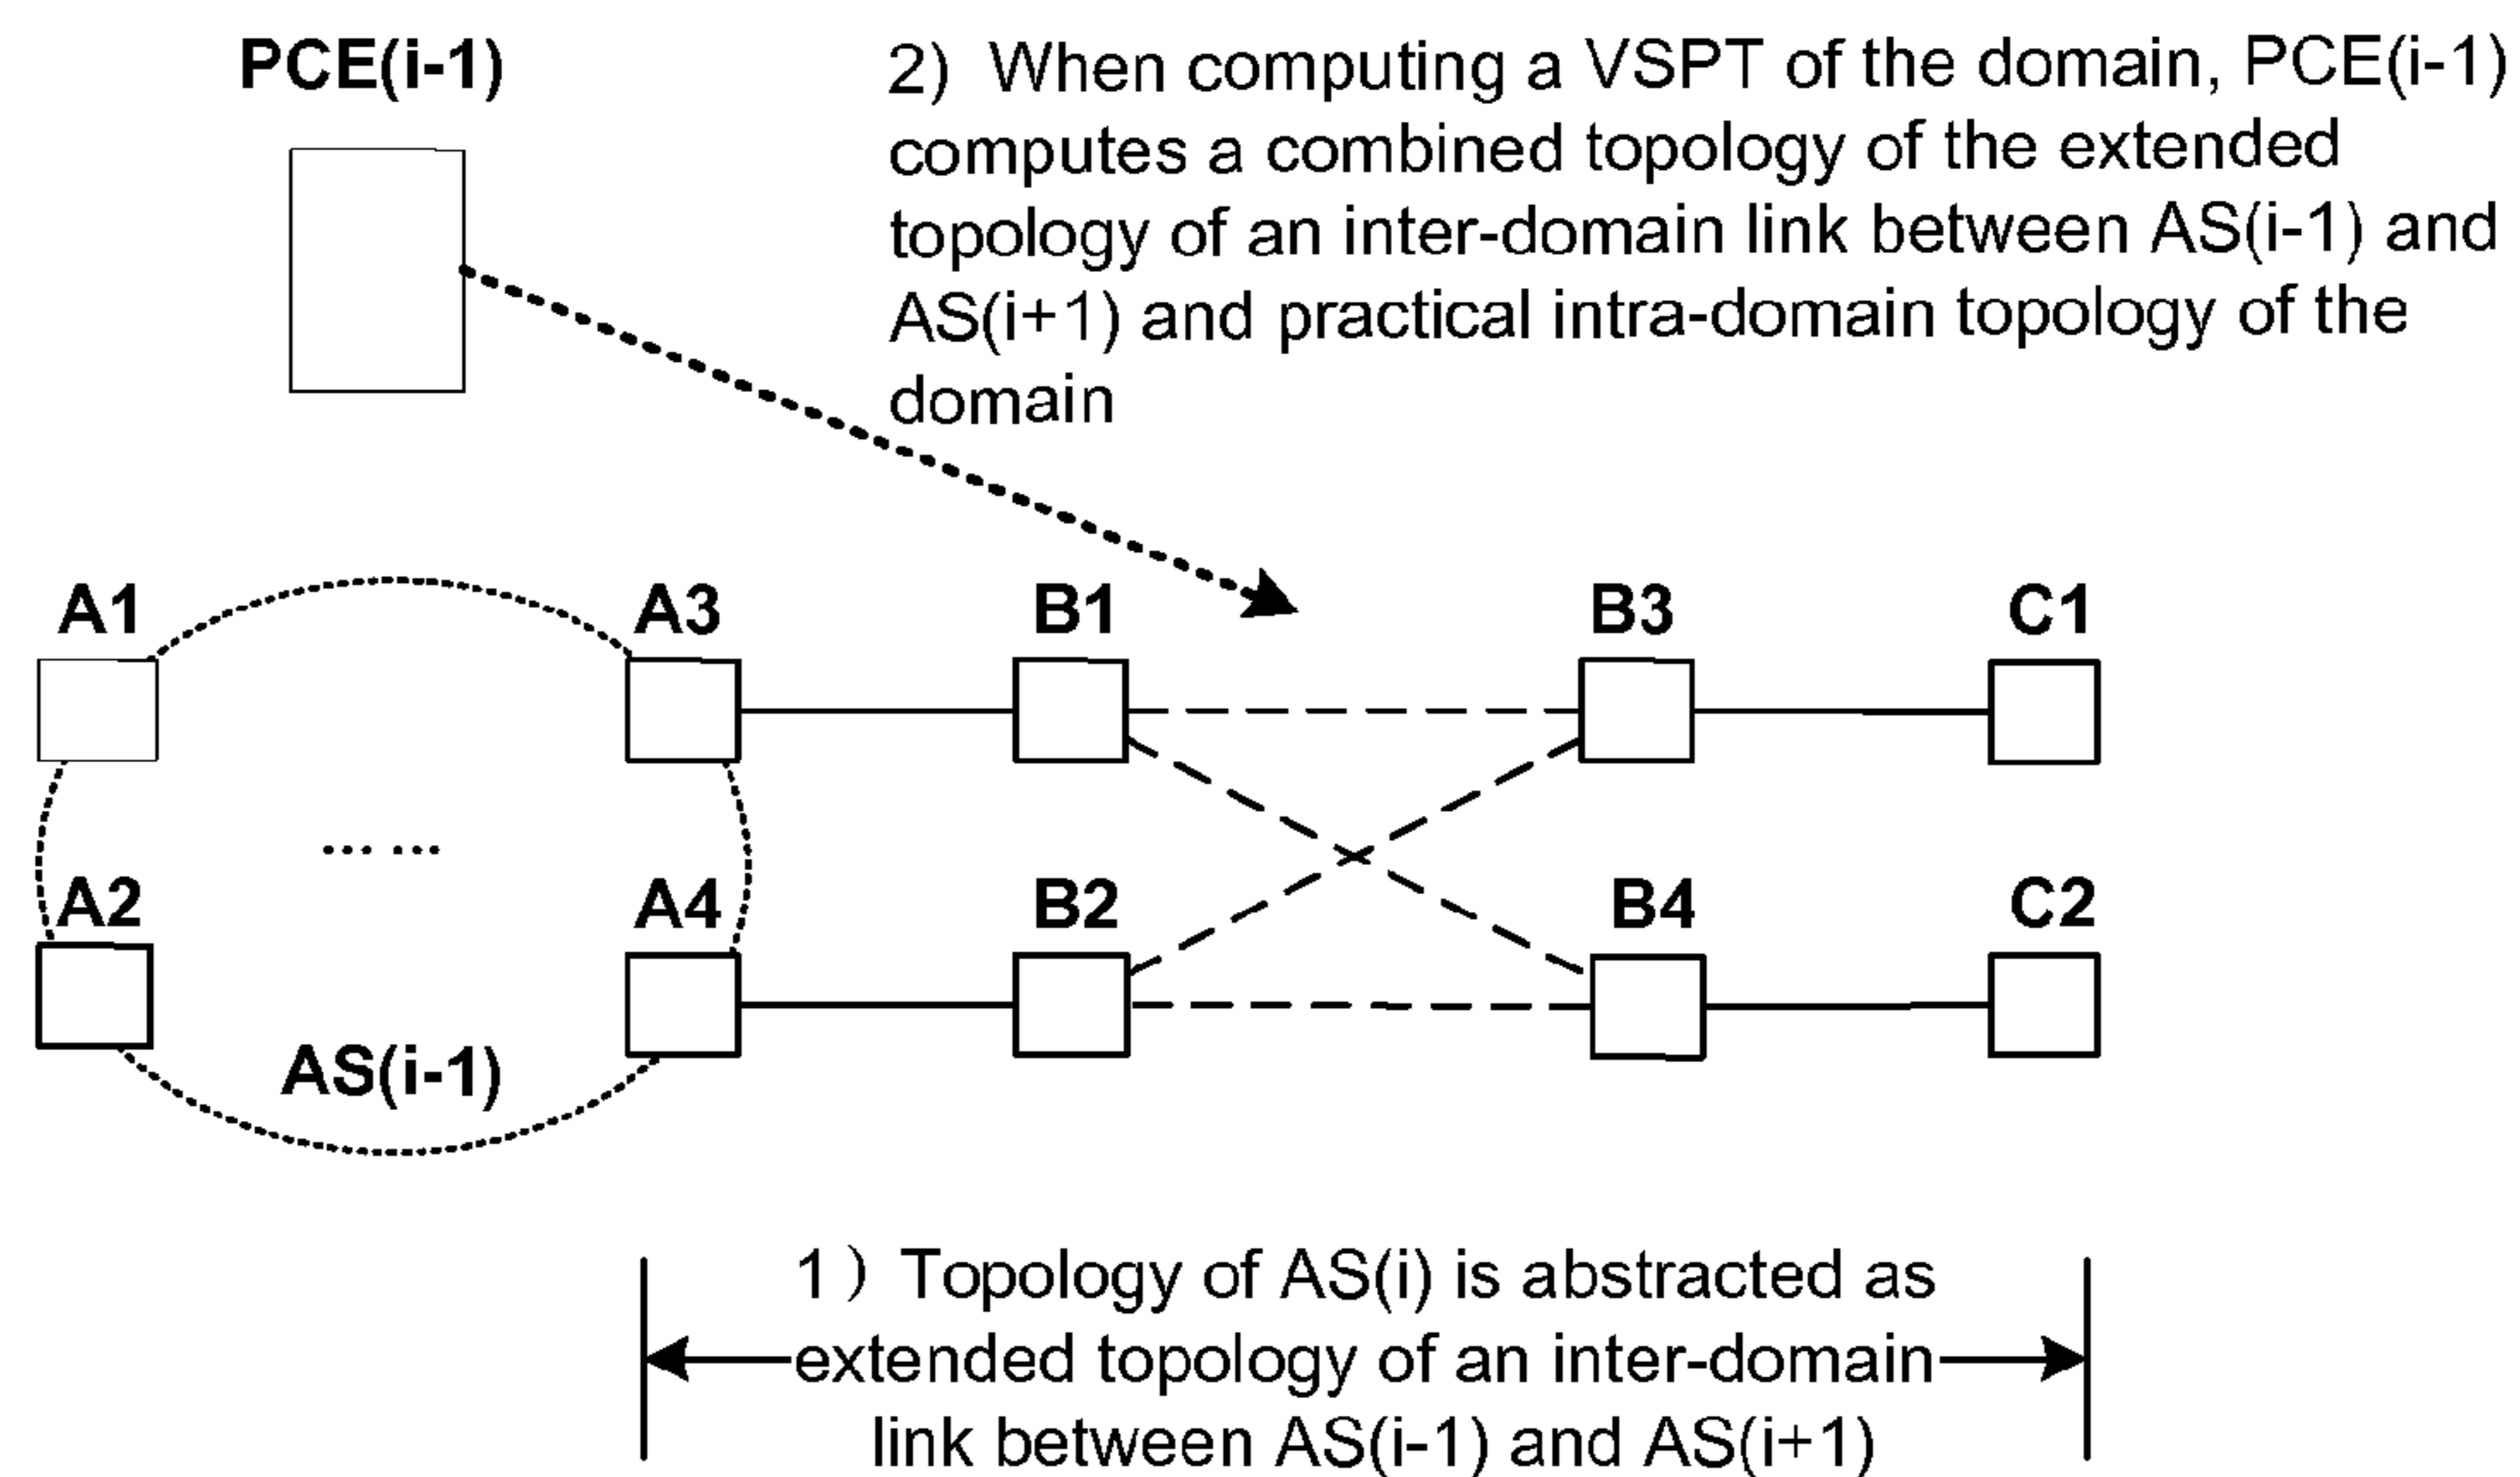 PCE(i-1)
2) When computing a VSPT of the domain, PCE(i-1)
computes a combined topology of the extended
topology of an inter-domain link between AS(i-1) and
AS(i+1) and practical intra-domain topology of the
domain
A1
A3
B1
B3
C1
... ...
A2
A4
B2
B4
C2
AS(i-1)
1) Topology of AS(i) is abstracted as
extended topology of an inter-domain
link between AS(i-1) and AS(i+1)